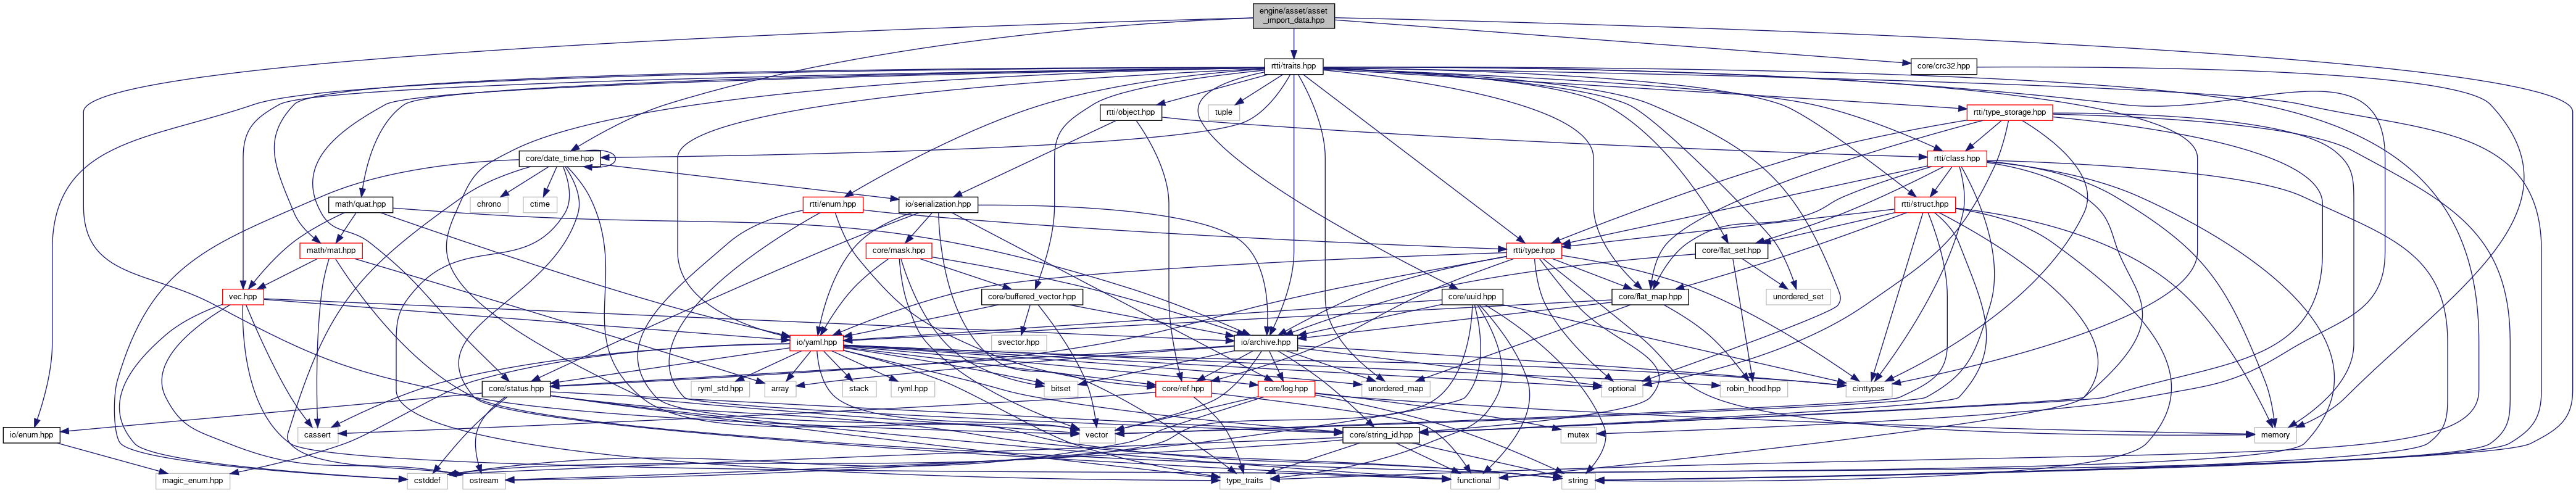 engine/asset/asset
_import_data.hpp
rtti/traits.hpp
core/crc32.hpp
rtti/object.hpp
tuple
rtti/type_storage.hpp
core/date_time.hpp
rtti/class.hpp
chrono
ctime
math/quat.hpp
rtti/enum.hpp
io/serialization.hpp
rtti/struct.hpp
math/mat.hpp
core/mask.hpp
rtti/type.hpp
core/flat_set.hpp
vec.hpp
core/buffered_vector.hpp
core/uuid.hpp
core/flat_map.hpp
unordered_set
io/yaml.hpp
svector.hpp
io/archive.hpp
core/status.hpp
ryml_std.hpp
array
stack
ryml.hpp
bitset
core/ref.hpp
core/log.hpp
unordered_map
optional
robin_hood.hpp
cinttypes
io/enum.hpp
cassert
vector
core/string_id.hpp
mutex
memory
magic_enum.hpp
cstddef
ostream
type_traits
functional
string